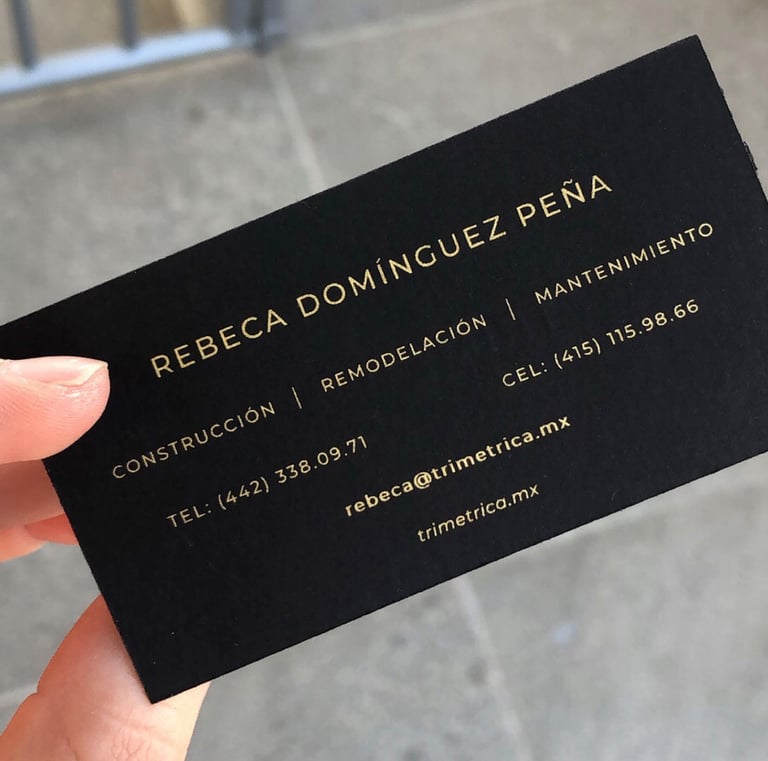 REBECA DOMÍNGUEZ PEÑA
CONSTRUCCIÓN | REMODELACIÓN | MANTENIMIENTO
TEL: (442) 338.09.71 CEL: (415) 115.98.66
rebeca@trimetrica.mx
trimetrica.mx